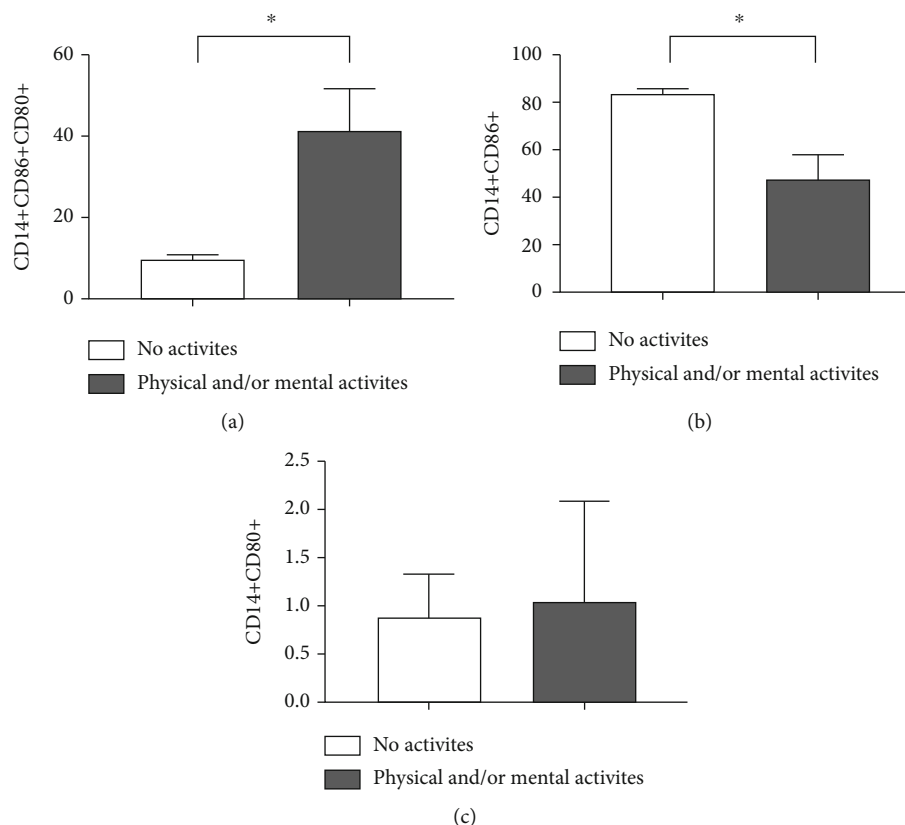 *
CD14+CD86+CD80+
60
40
20
0
No activites
Physical and/or mental activites
(a)
*
CD14+CD86+
100
80
60
40
20
0
No activites
Physical and/or mental activites
(b)
CD14+CD80+
2.5
2.0
1.5
1.0
0.5
0.0
No activites
Physical and/or mental activites
(c)